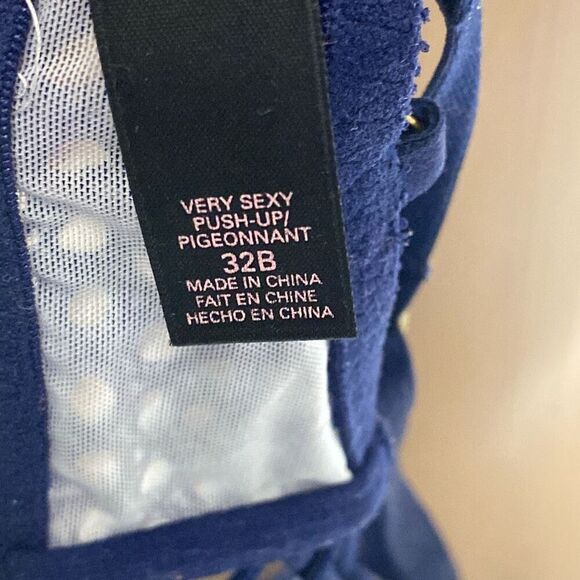 VERY SEXY
PUSH-UP/
PIGEONNANT
32B
MADE IN CHINA
FAIT EN CHINE
HECHO EN CHINA